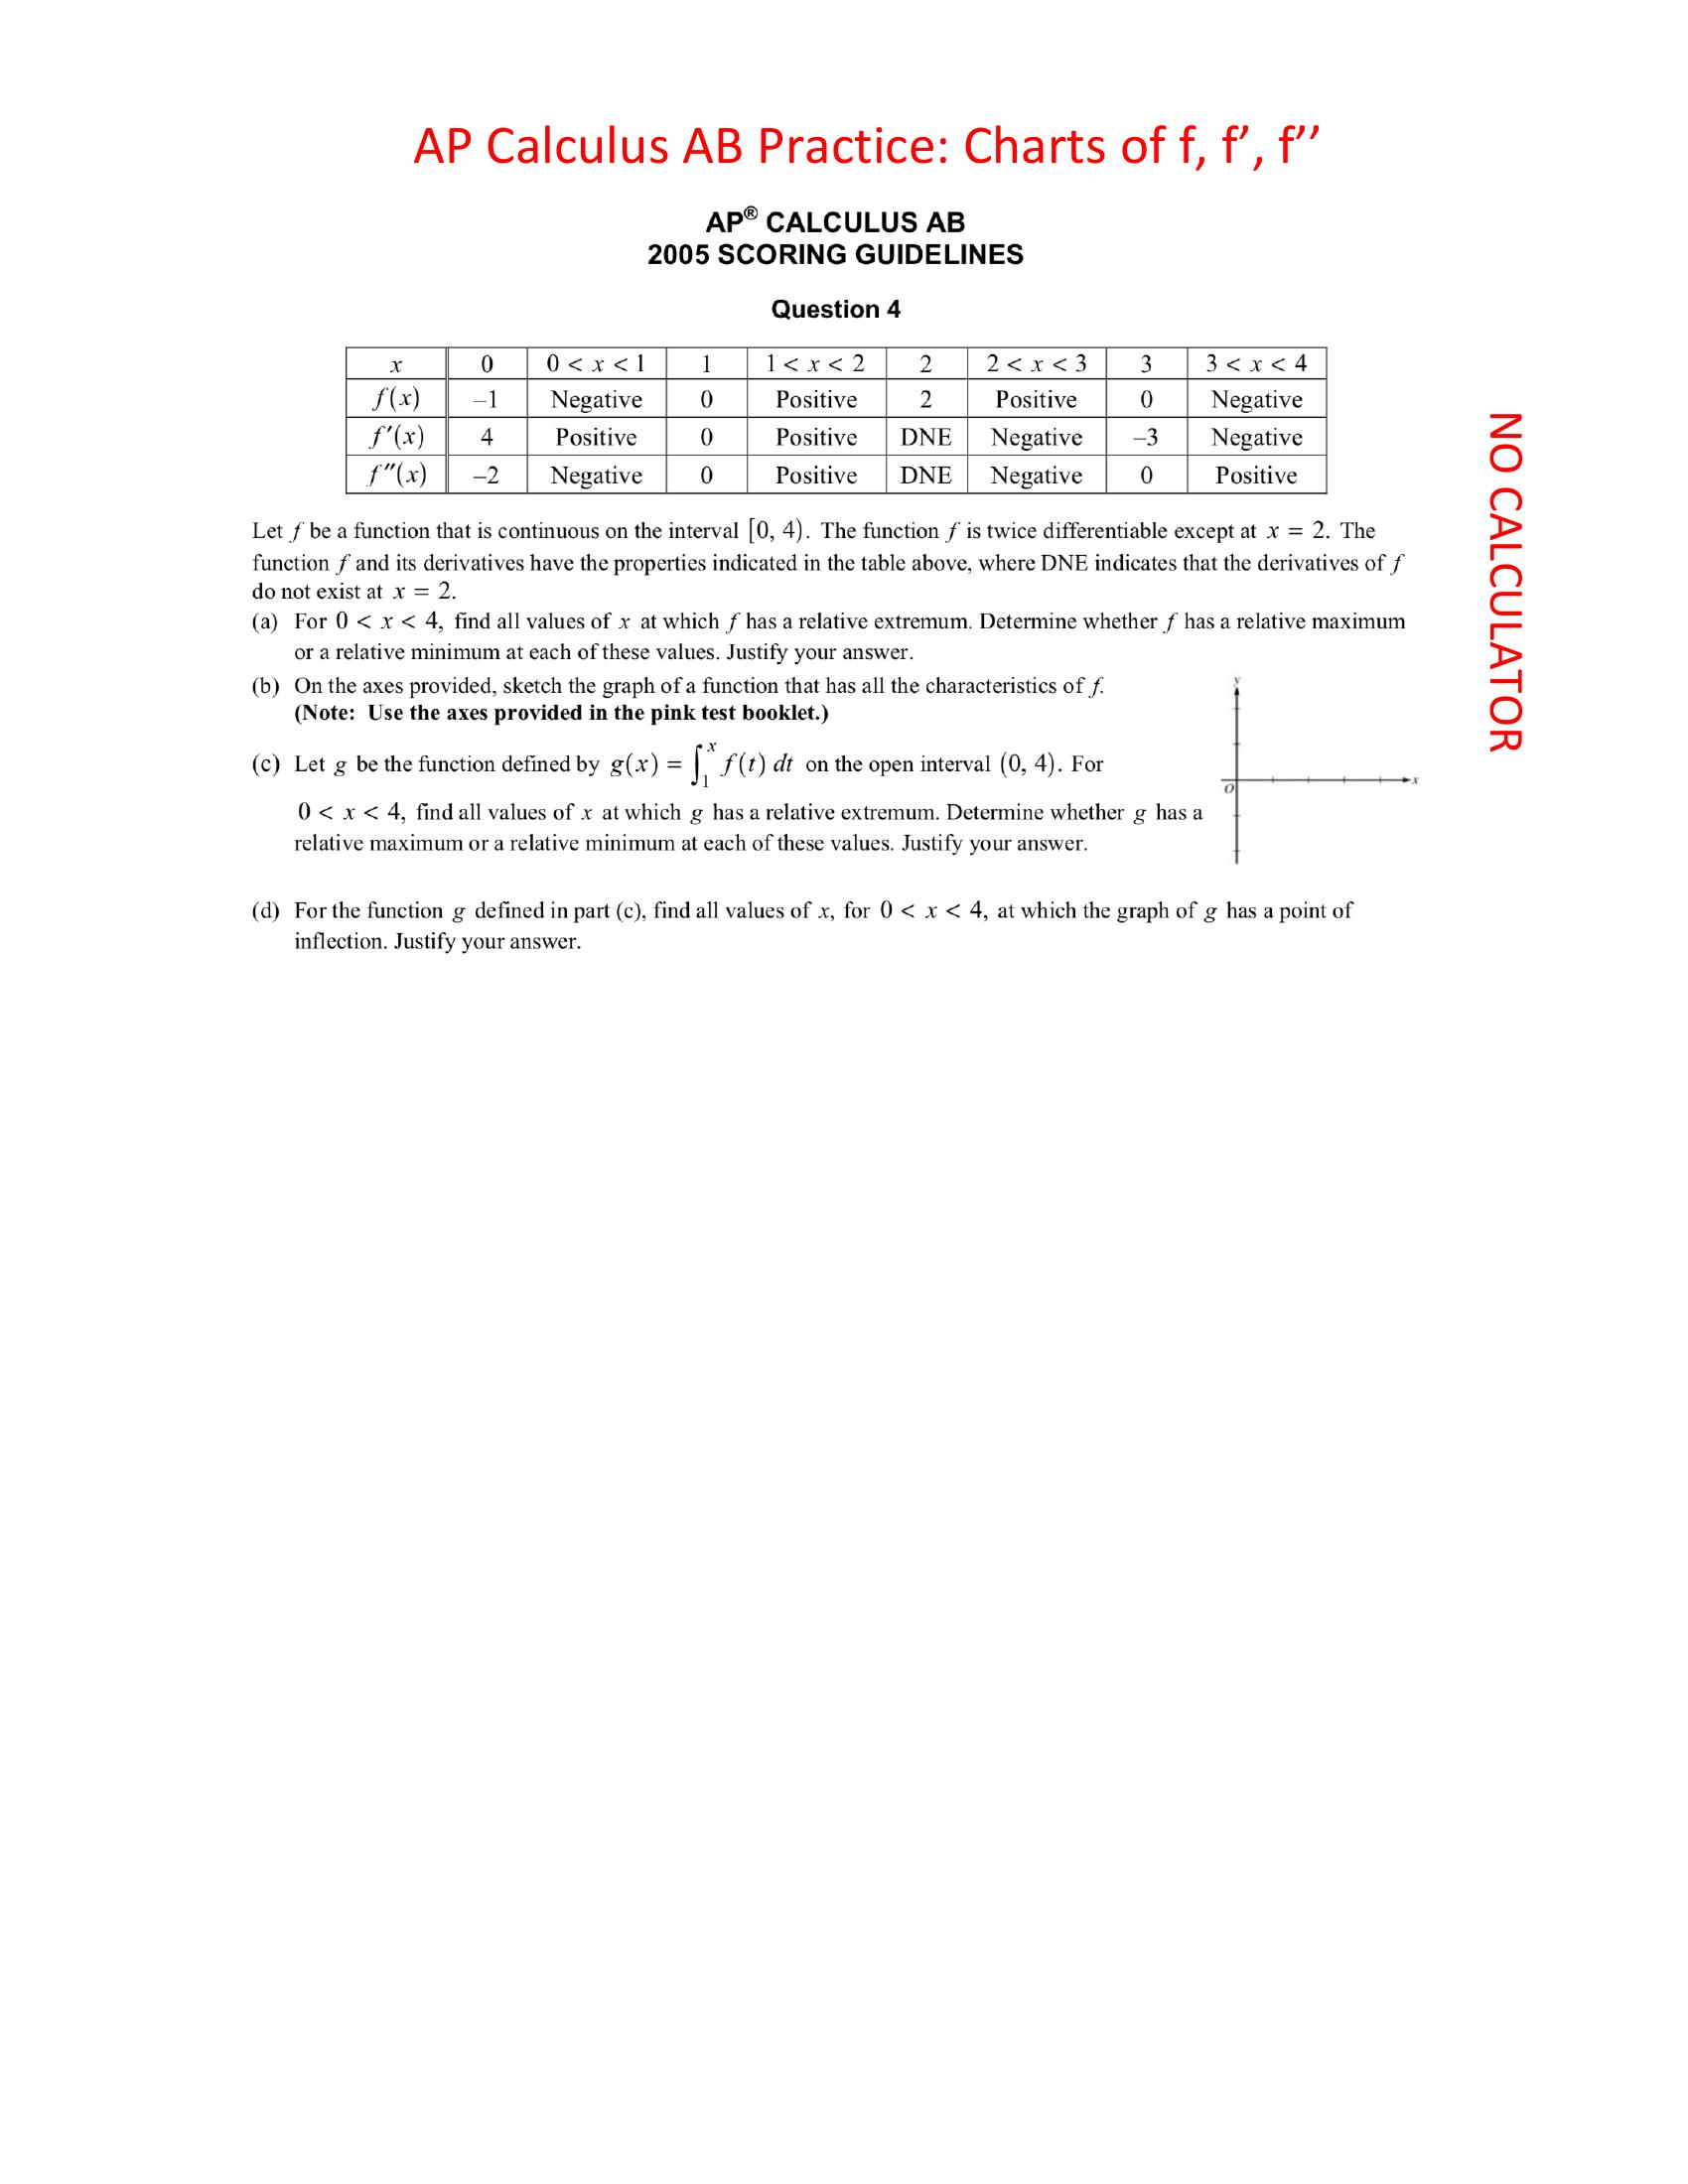 AP Calculus AB Practice: Charts of f, f’, f’’
AP® CALCULUS AB
2005 SCORING GUIDELINES
Question 4
x 0 0 < x < 1 1 1 < x < 2 2 2 < x < 3 3 3 < x < 4
f(x) –1 Negative 0 Positive 2 Positive 0 Negative
f′(x) 4 Positive 0 Positive DNE Negative –3 Negative
f″(x) –2 Negative 0 Positive DNE Negative 0 Positive
Let f be a function that is continuous on the interval [0, 4). The function f is twice differentiable except at x = 2. The
function f and its derivatives have the properties indicated in the table above, where DNE indicates that the derivatives of f
do not exist at x = 2.
(a) For 0 < x < 4, find all values of x at which f has a relative extremum. Determine whether f has a relative maximum
or a relative minimum at each of these values. Justify your answer.
(b) On the axes provided, sketch the graph of a function that has all the characteristics of f.
(Note: Use the axes provided in the pink test booklet.)
(c) Let g be the function defined by g(x) = ∫₁ˣ f(t) dt on the open interval (0, 4). For
0 < x < 4, find all values of x at which g has a relative extremum. Determine whether g has a
relative maximum or a relative minimum at each of these values. Justify your answer.
y
x
O
(d) For the function g defined in part (c), find all values of x, for 0 < x < 4, at which the graph of g has a point of
inflection. Justify your answer.
NO CALCULATOR